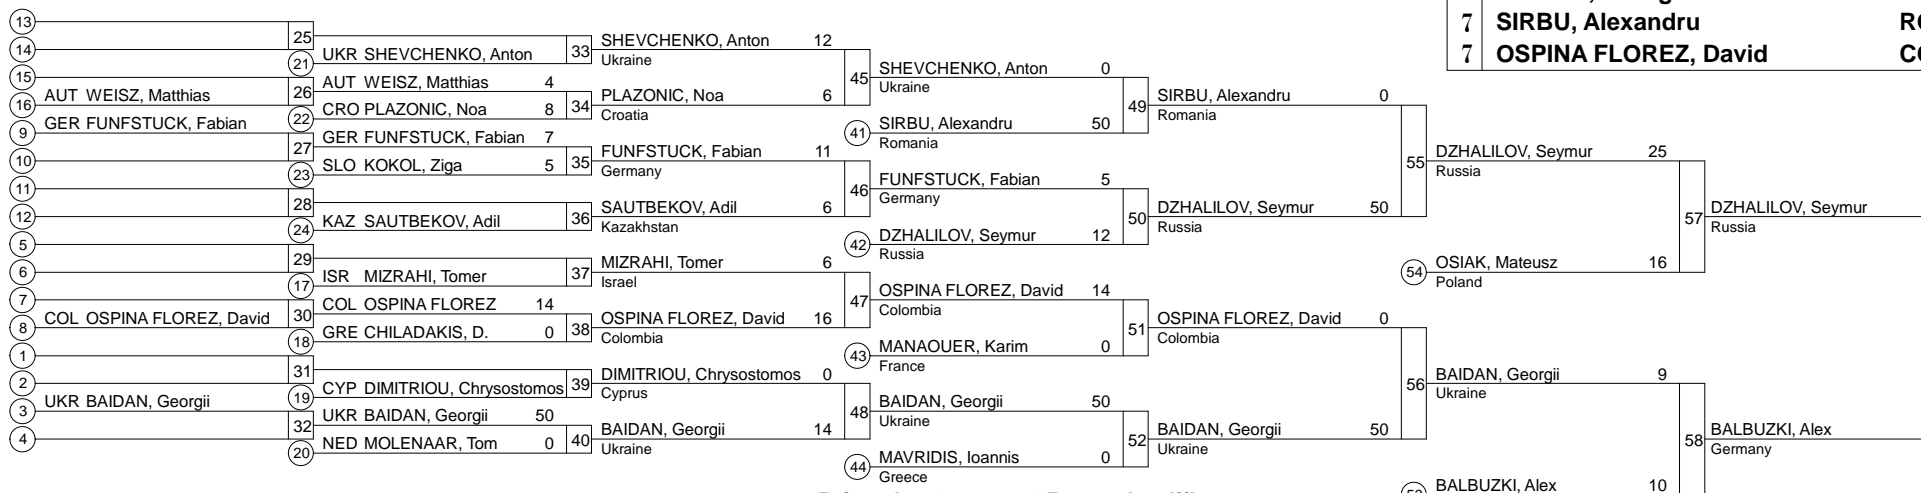 7 SIRBU, Alexandru
7 OSPINA FLOREZ, David
13
14
15
16 AUT WEISZ, Matthias
9 GER FUNFSTUCK, Fabian
10
11
12
5
6
7
8 COL OSPINA FLOREZ, David
1
2
3 UKR BAIDAN, Georgii
4
25
21 UKR SHEVCHENKO, Anton
26 AUT WEISZ, Matthias 4
22 CRO PLAZONIC, Noa 8
27 GER FUNFSTUCK, Fabian 7
23 SLO KOKOL, Ziga 5
28
24 KAZ SAUTBEKOV, Adil
29
17 ISR MIZRAHI, Tomer
30 COL OSPINA FLOREZ 14
18 GRE CHILADAKIS, D. 0
31
19 CYP DIMITRIOU, Chrysostomos
32 UKR BAIDAN, Georgii 50
20 NED MOLENAAR, Tom 0
33 SHEVCHENKO, Anton 12
Ukraine
34 PLAZONIC, Noa 6
Croatia
35 FUNFSTUCK, Fabian 11
Germany
36 SAUTBEKOV, Adil 6
Kazakhstan
37 MIZRAHI, Tomer 6
Israel
38 OSPINA FLOREZ, David 16
Colombia
39 DIMITRIOU, Chrysostomos 0
Cyprus
40 BAIDAN, Georgii 14
Ukraine
45 SHEVCHENKO, Anton 0
Ukraine
41 SIRBU, Alexandru 50
Romania
46 FUNFSTUCK, Fabian 5
Germany
42 DZHALILOV, Seymur 12
Russia
47 OSPINA FLOREZ, David 14
Colombia
43 MANAOUER, Karim 0
France
48 BAIDAN, Georgii 50
Ukraine
44 MAVRIDIS, Ioannis 0
Greece
49 SIRBU, Alexandru 0
Romania
50 DZHALILOV, Seymur 50
Russia
51 OSPINA FLOREZ, David 0
Colombia
52 BAIDAN, Georgii 50
Ukraine
55 DZHALILOV, Seymur 25
Russia
54 OSIAK, Mateusz 16
Poland
56 BAIDAN, Georgii 9
Ukraine
BALBUZKI, Alex 10
57 DZHALILOV, Seymur
Russia
58 BALBUZKI, Alex
Germany